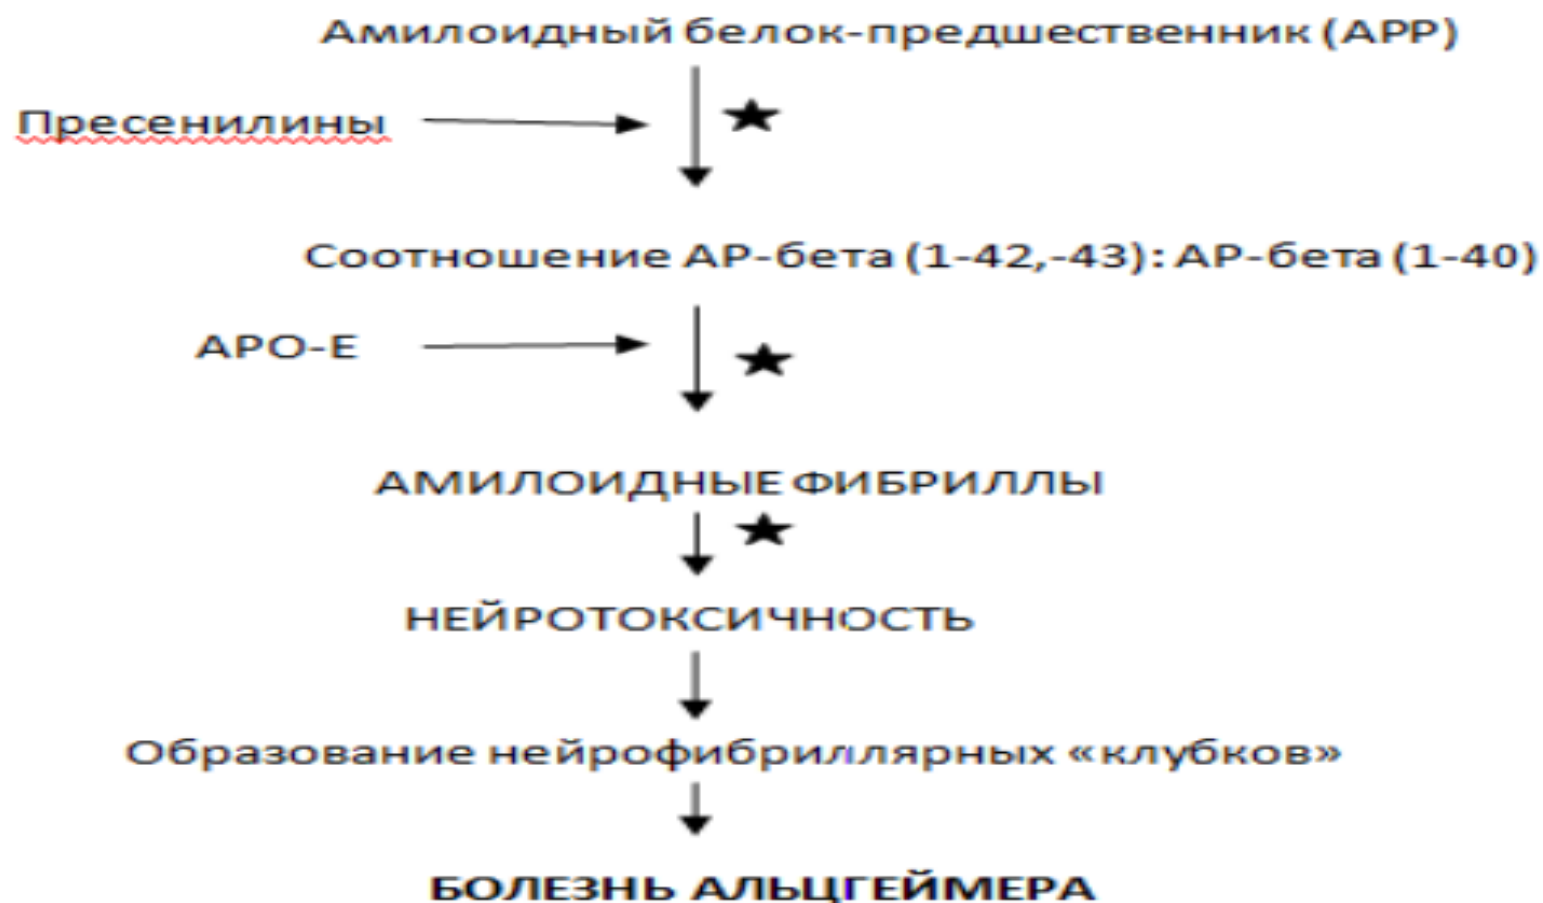 Амилоидный белок-предшественник (APP)
Пресенилины
Соотношение AP-бета (1-42,-43): AP-бета (1-40)
APO-E
АМИЛОИДНЫЕ ФИБРИЛЛЫ
НЕЙРОТОКСИЧНОСТЬ
Образование нейрофибриллярных «клубков»
БОЛЕЗНЬ АЛЬЦГЕЙМЕРА